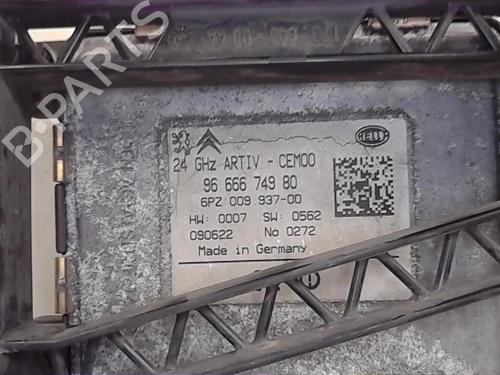 HELLA
24 GHz ARTIV - CEM00
96 666 749 80
6PZ 009.937-00
HW: 0007 SW: 0562
090622 No 0272
Made in Germany
B-PARTS